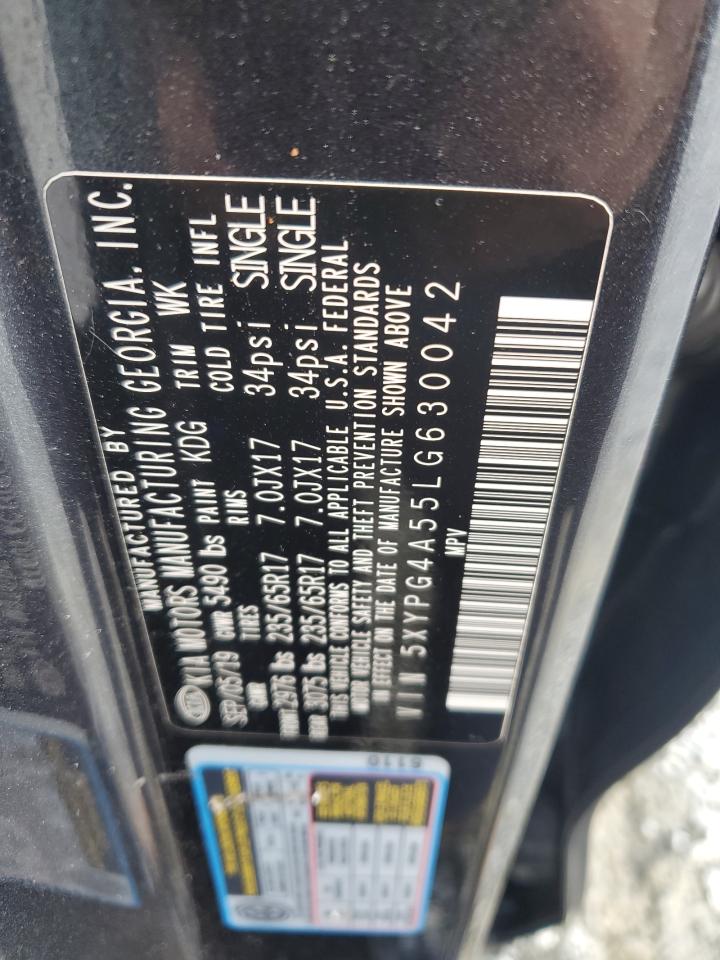 MANUFACTURED BY
KIA KIA MOTORS MANUFACTURING GEORGIA, INC.
SEP/05/19 GVWR 5490 lbs PAINT KDG TRIM WK
GAWR TIRES RIMS COLD TIRE INFL
FRONT 2976 lbs 235/65R17 7.0JX17 34psi SINGLE
REAR 3075 lbs 235/65R17 7.0JX17 34psi SINGLE
THIS VEHICLE CONFORMS TO ALL APPLICABLE U.S.A. FEDERAL
MOTOR VEHICLE SAFETY AND THEFT PREVENTION STANDARDS
IN EFFECT ON THE DATE OF MANUFACTURE SHOWN ABOVE
VIN 5XYPG4A55LG630042
MPV